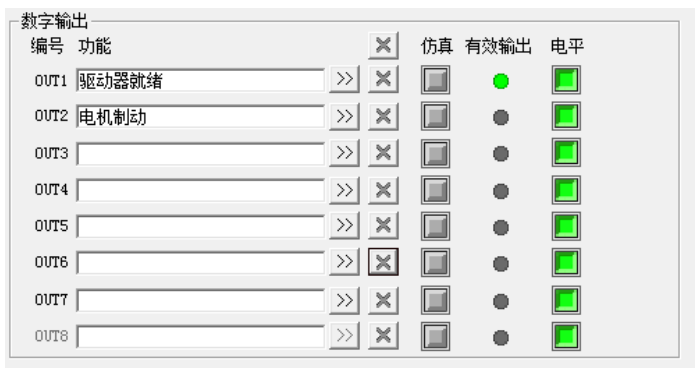 数字输出
编号 功能 仿真 有效输出 电平
OUT1 驱动器就绪 >>
OUT2 电机制动 >>
OUT3 >>
OUT4 >>
OUT5 >>
OUT6 >>
OUT7 >>
OUT8 >>